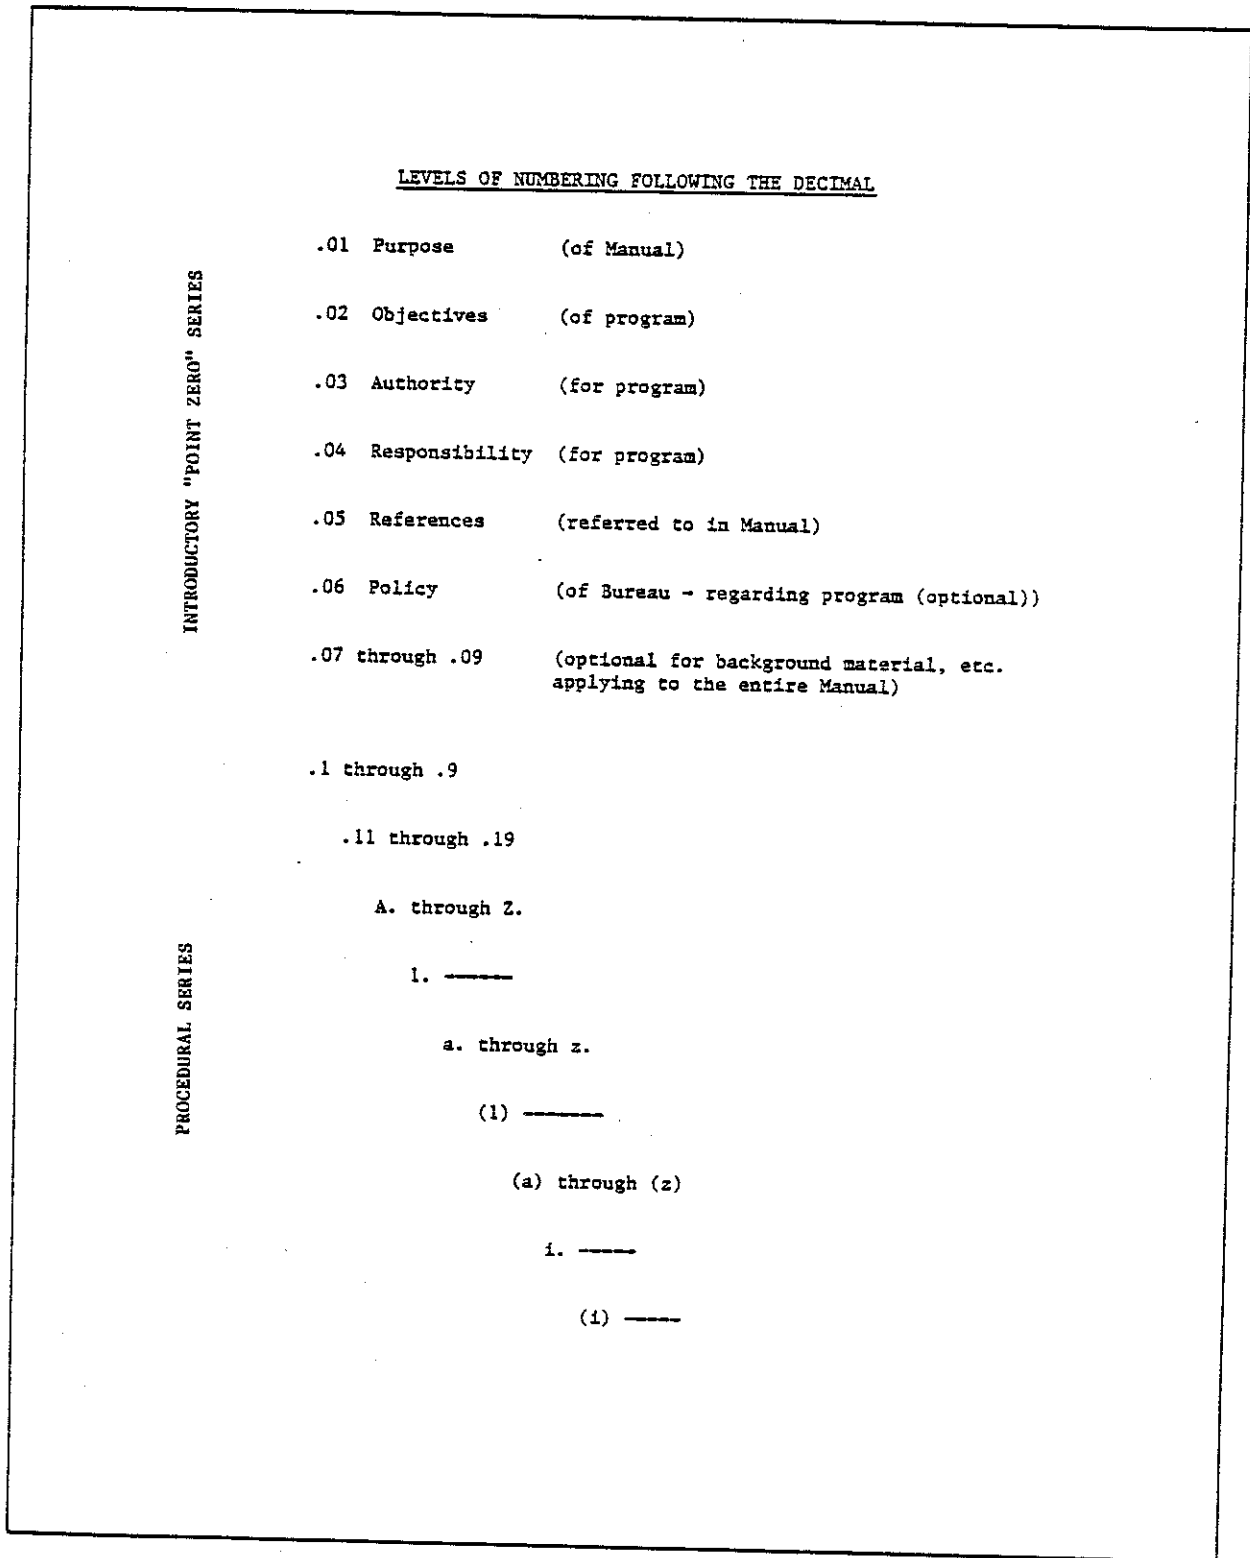 LEVELS OF NUMBERING FOLLOWING THE DECIMAL
INTRODUCTORY "POINT ZERO" SERIES
.01 Purpose (of Manual)
.02 Objectives (of program)
.03 Authority (for program)
.04 Responsibility (for program)
.05 References (referred to in Manual)
.06 Policy (of Bureau - regarding program (optional))
.07 through .09 (optional for background material, etc.
applying to the entire Manual)
PROCEDURAL SERIES
.1 through .9
.11 through .19
A. through Z.
1. ------
a. through z.
(1) -------
(a) through (z)
i. -----
(i) -----